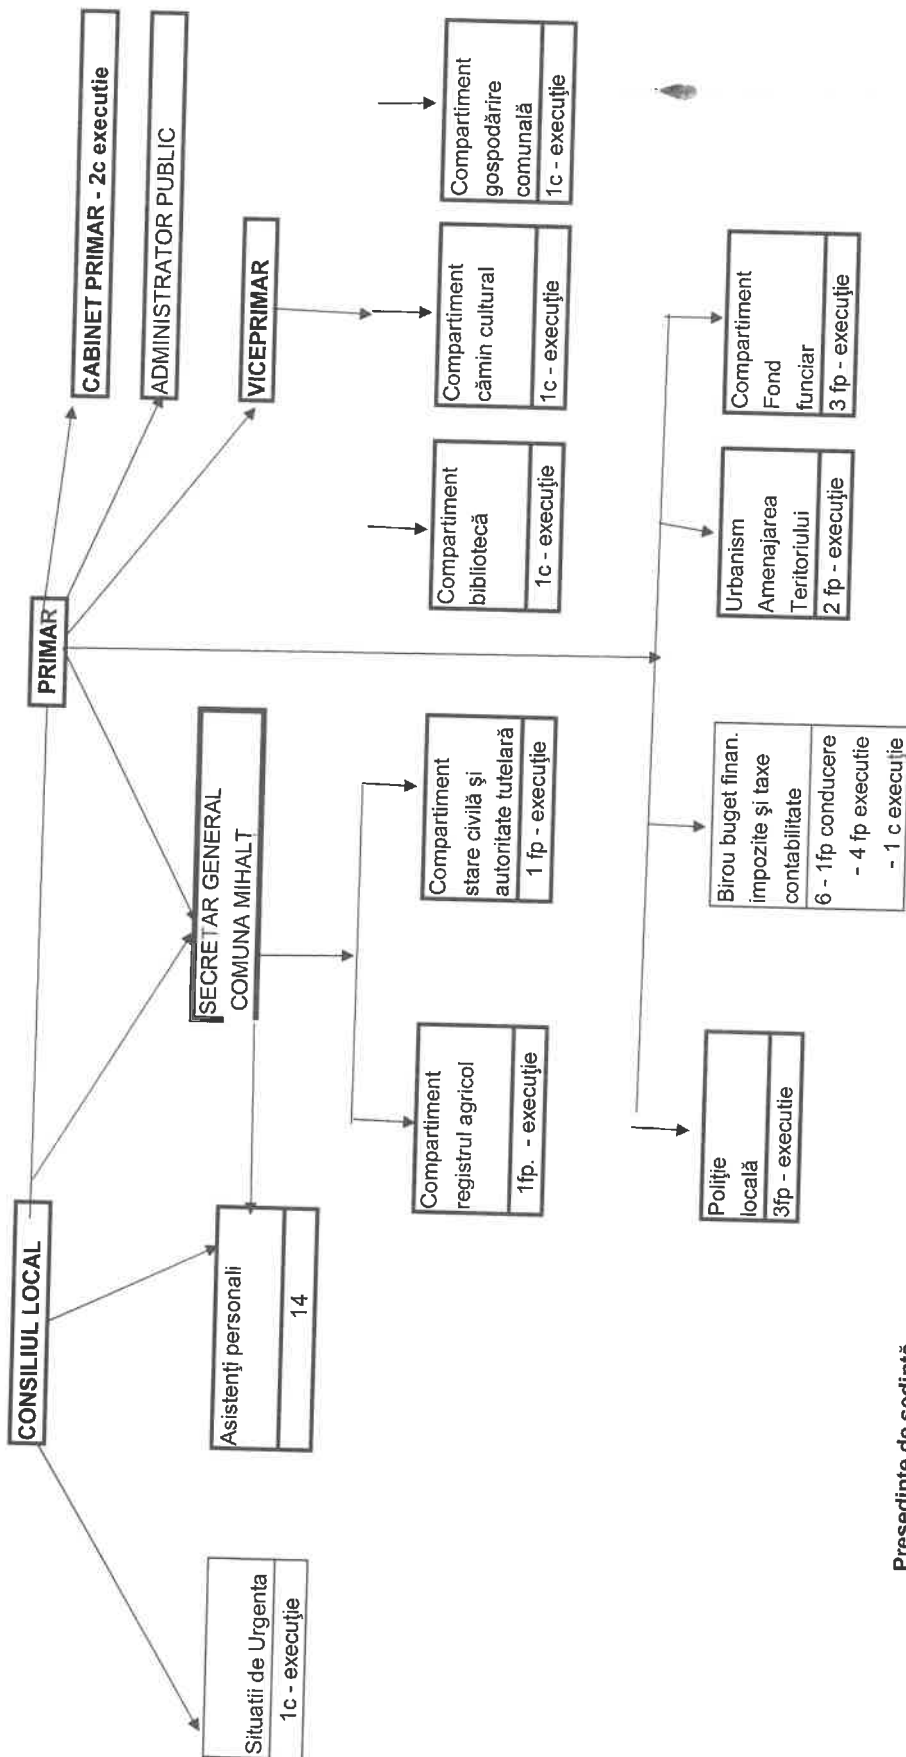 CONSILIUL LOCAL
PRIMAR
CABINET PRIMAR - 2c executie
ADMINISTRATOR PUBLIC
VICEPRIMAR
Situatii de Urgenta
1c - execuţie
Asistenţi personali
14
SECRETAR GENERAL
COMUNA MIHALT
Compartiment
registrul agricol
1fp. - execuţie
Compartiment
stare civilă şi
autoritate tutelară
1 fp - execuţie
Compartiment
bibliotecă
1c - execuţie
Compartiment
cămin cultural
1c - execuţie
Compartiment
gospodărire
comunală
1c - execuţie
Poliţie
locală
3fp - executie
Birou buget finan.
impozite şi taxe
contabilitate
6 - 1fp conducere
- 4 fp executie
- 1 c execuţie
Urbanism
Amenajarea
Teritoriului
2 fp - execuţie
Compartiment
Fond
funciar
3 fp - execuţie
Preşedinte de şedinţă